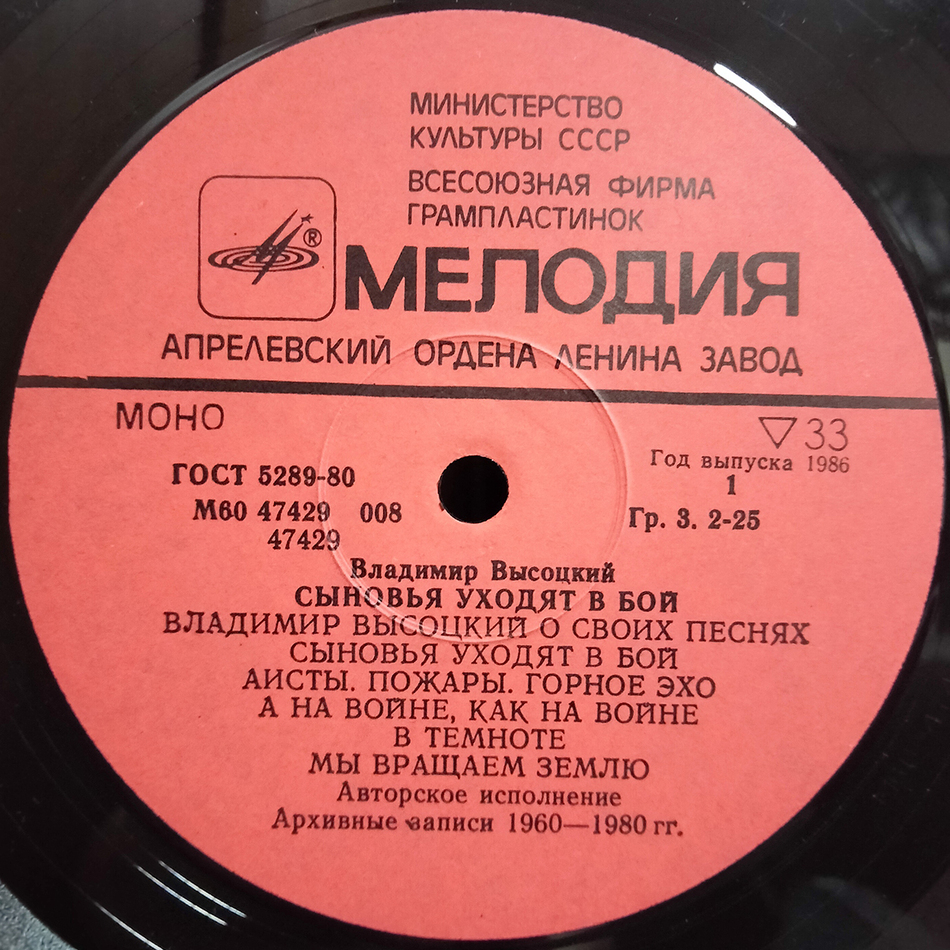 МИНИСТЕРСТВО
КУЛЬТУРЫ СССР
ВСЕСОЮЗНАЯ ФИРМА
ГРАМПЛАСТИНОК
®
МЕЛОДИЯ
АПРЕЛЕВСКИЙ ОРДЕНА ЛЕНИНА ЗАВОД
МОНО
▽ 33
Год выпуска 1986
ГОСТ 5289-80
1
М60 47429 008
Гр. 3. 2-25
47429
Владимир Высоцкий
СЫНОВЬЯ УХОДЯТ В БОЙ
ВЛАДИМИР ВЫСОЦКИЙ О СВОИХ ПЕСНЯХ
СЫНОВЬЯ УХОДЯТ В БОЙ
АИСТЫ. ПОЖАРЫ. ГОРНОЕ ЭХО
А НА ВОЙНЕ, КАК НА ВОЙНЕ
В ТЕМНОТЕ
МЫ ВРАЩАЕМ ЗЕМЛЮ
Авторское исполнение
Архивные записи 1960—1980 гг.